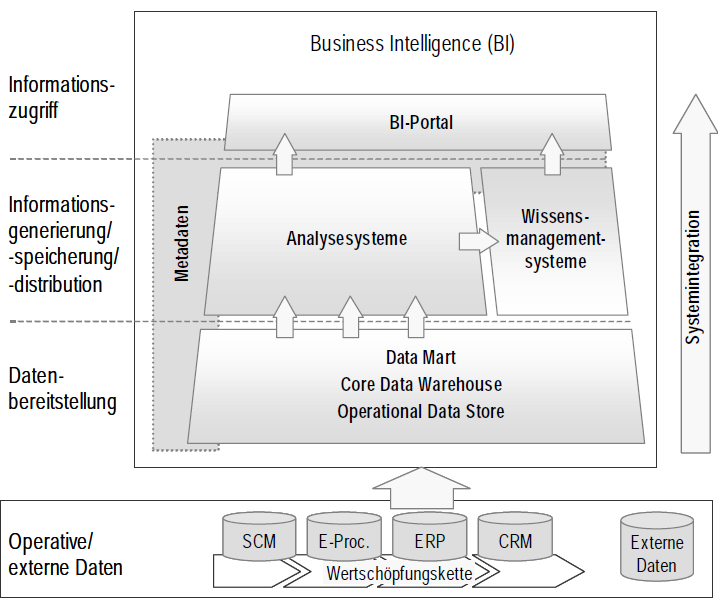 Business Intelligence (BI)
Informations-
zugriff
BI-Portal
Informations-
generierung/
-speicherung/
-distribution
Metadaten
Analysesysteme
Wissens-
management-
systeme
Systemintegration
Daten-
bereitstellung
Data Mart
Core Data Warehouse
Operational Data Store
Operative/
externe Daten
SCM
E-Proc.
ERP
CRM
Externe
Daten
Wertschöpfungskette